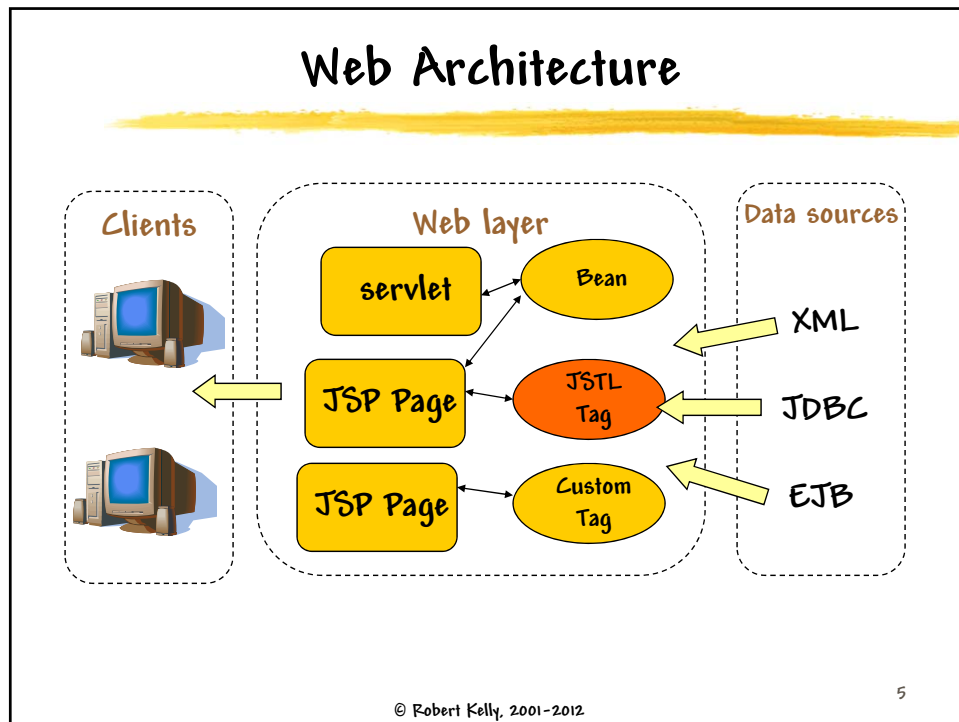 Web Architecture
Clients
Web layer
servlet
Bean
JSP Page
JSTL
Tag
JSP Page
Custom
Tag
Data sources
XML
JDBC
EJB
5
© Robert Kelly, 2001-2012